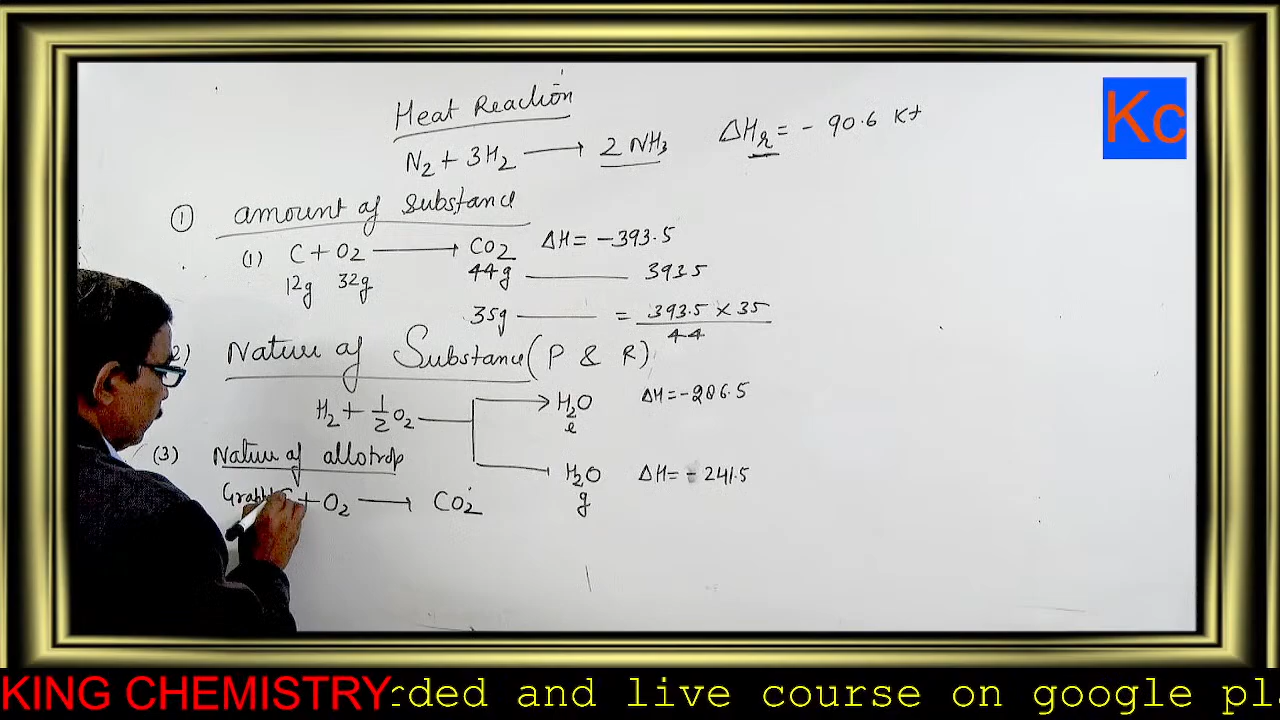 Heat Reaction
Kc
N2 + 3H2 → 2 NH3 ΔHr = - 90.6 KJ
① amount of substance
(1) C + O2 → CO2 ΔH = -393.5
12g 32g 44g 393.5
35g = 393.5 × 35
44
2) Nature of Substance (P & R)
H2 + 1/2 O2 → H2O ΔH = -286.5
l
(3) Nature of allotrop
H2O ΔH = - 241.5
g
+ O2 → CO2
KING CHEMISTRY ded and live course on google pl